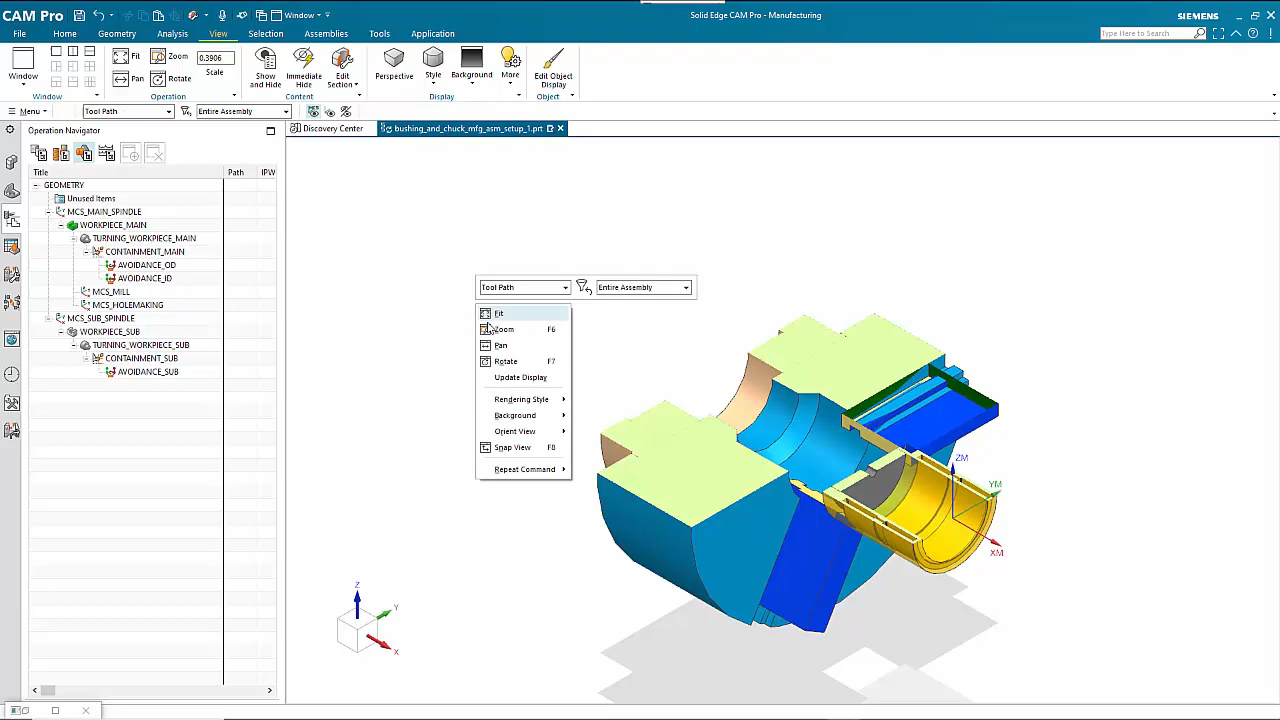 CAM Pro
Window
Solid Edge CAM Pro - Manufacturing
SIEMENS
File
Home
Geometry
Analysis
View
Selection
Assemblies
Tools
Application
Type Here to Search
Window
Window
Fit
Zoom
0.3906
Pan
Rotate
Scale
Operation
Show and Hide
Immediate Hide
Edit Section
Content
Perspective
Style
Background
More
Display
Edit Object Display
Object
Menu
Tool Path
Entire Assembly
Operation Navigator
Discovery Center
bushing_and_chuck_mfg_asm_setup_1.prt
Title
Path
IPW
GEOMETRY
Unused Items
MCS_MAIN_SPINDLE
WORKPIECE_MAIN
TURNING_WORKPIECE_MAIN
CONTAINMENT_MAIN
AVOIDANCE_OD
AVOIDANCE_ID
MCS_MILL
MCS_HOLEMAKING
MCS_SUB_SPINDLE
WORKPIECE_SUB
TURNING_WORKPIECE_SUB
CONTAINMENT_SUB
AVOIDANCE_SUB
Tool Path
Entire Assembly
Fit
Zoom F6
Pan
Rotate F7
Update Display
Rendering Style
Background
Orient View
Snap View F8
Repeat Command
ZM
YM
XM
Z
Y
X